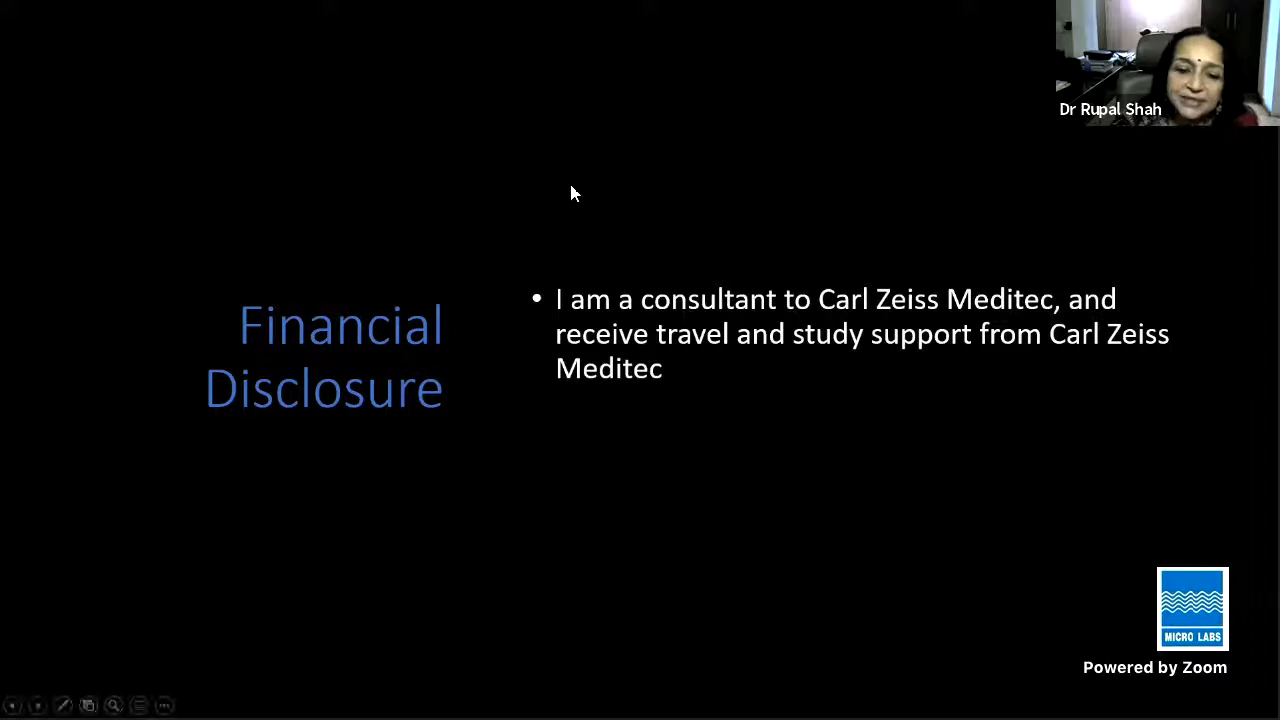 Dr Rupal Shah
Financial
Disclosure
• I am a consultant to Carl Zeiss Meditec, and
receive travel and study support from Carl Zeiss
Meditec
MICRO LABS
Powered by Zoom